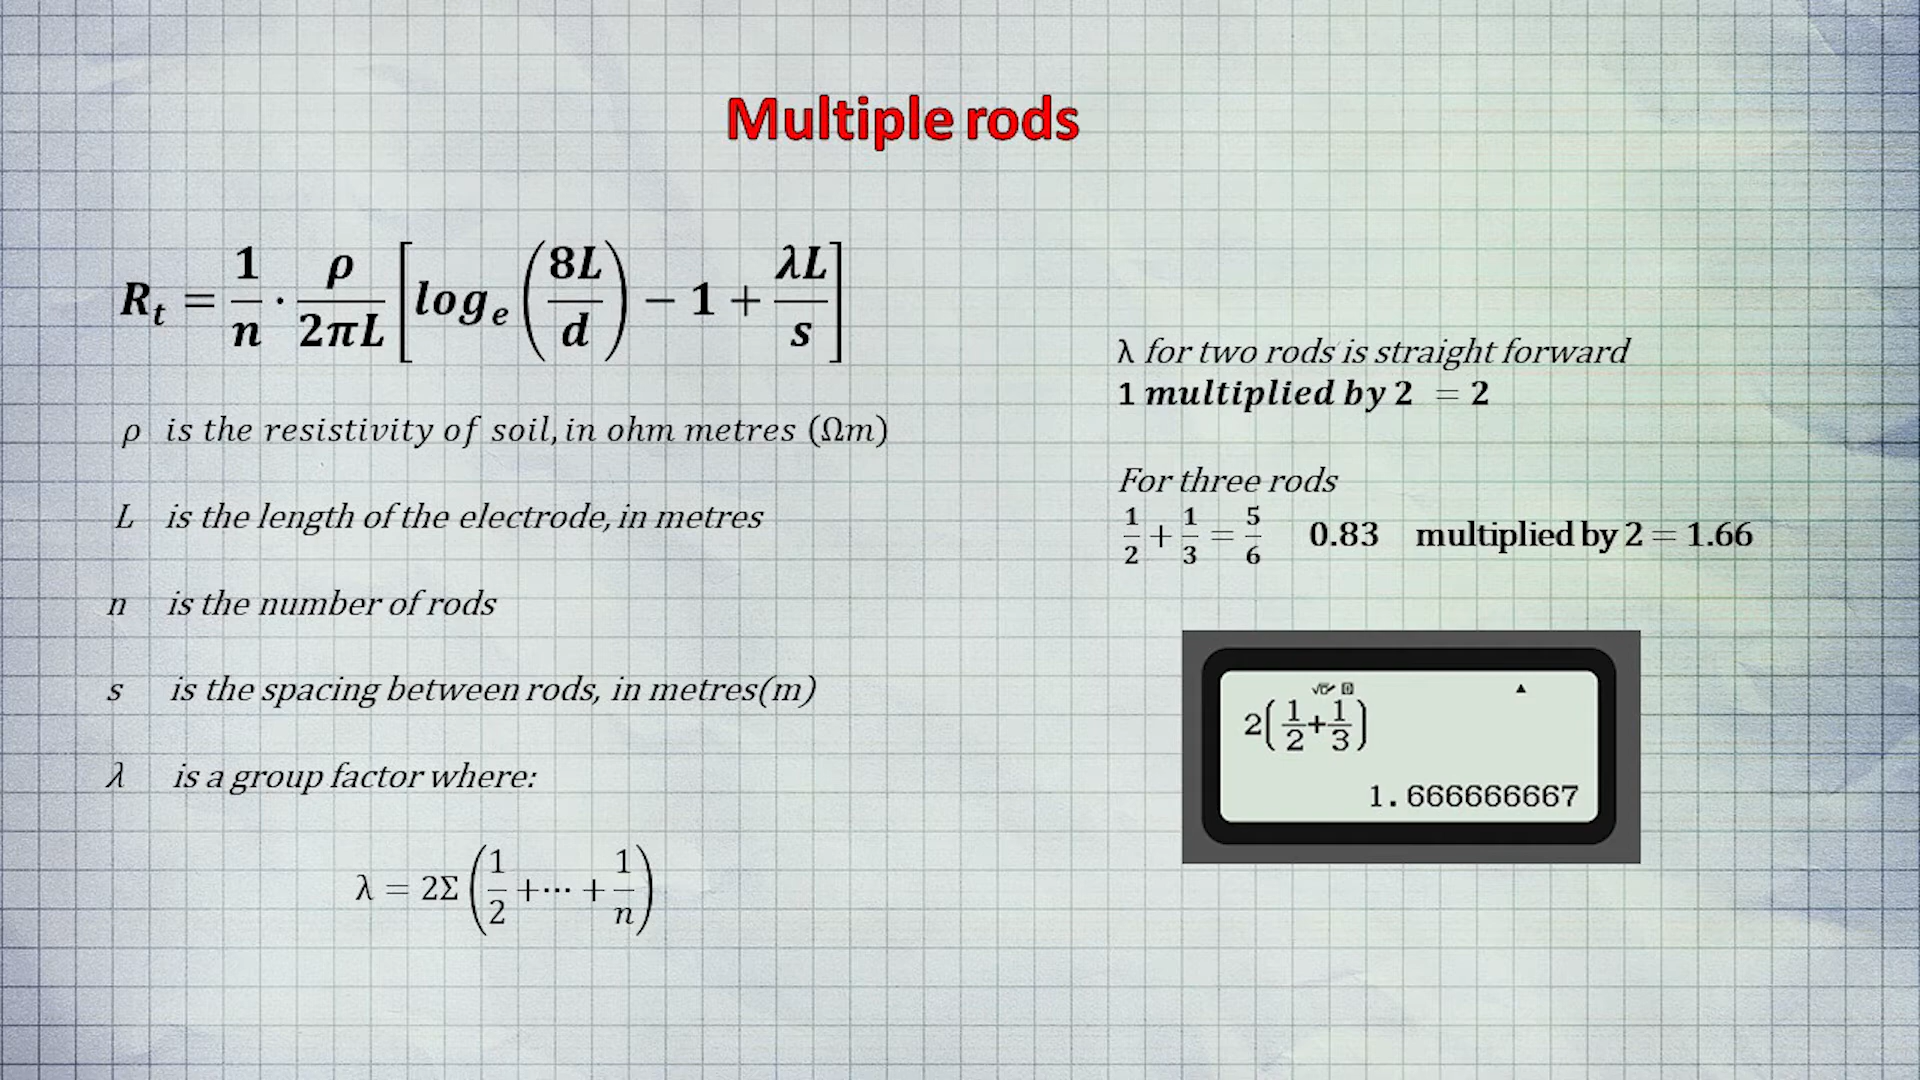 Multiple rods
R_t = 1/n · ρ/2πL [log_e (8L/d) − 1 + λL/s]
ρ is the resistivity of soil, in ohm metres (Ωm)
L is the length of the electrode, in metres
n is the number of rods
s is the spacing between rods, in metres(m)
λ is a group factor where:
λ = 2Σ (1/2 +⋯ + 1/n)
λ for two rods is straight forward
1 multiplied by 2 = 2
For three rods
1/2 + 1/3 = 5/6 0.83 multiplied by 2 = 1.66
2(1/2+1/3)
1.666666667